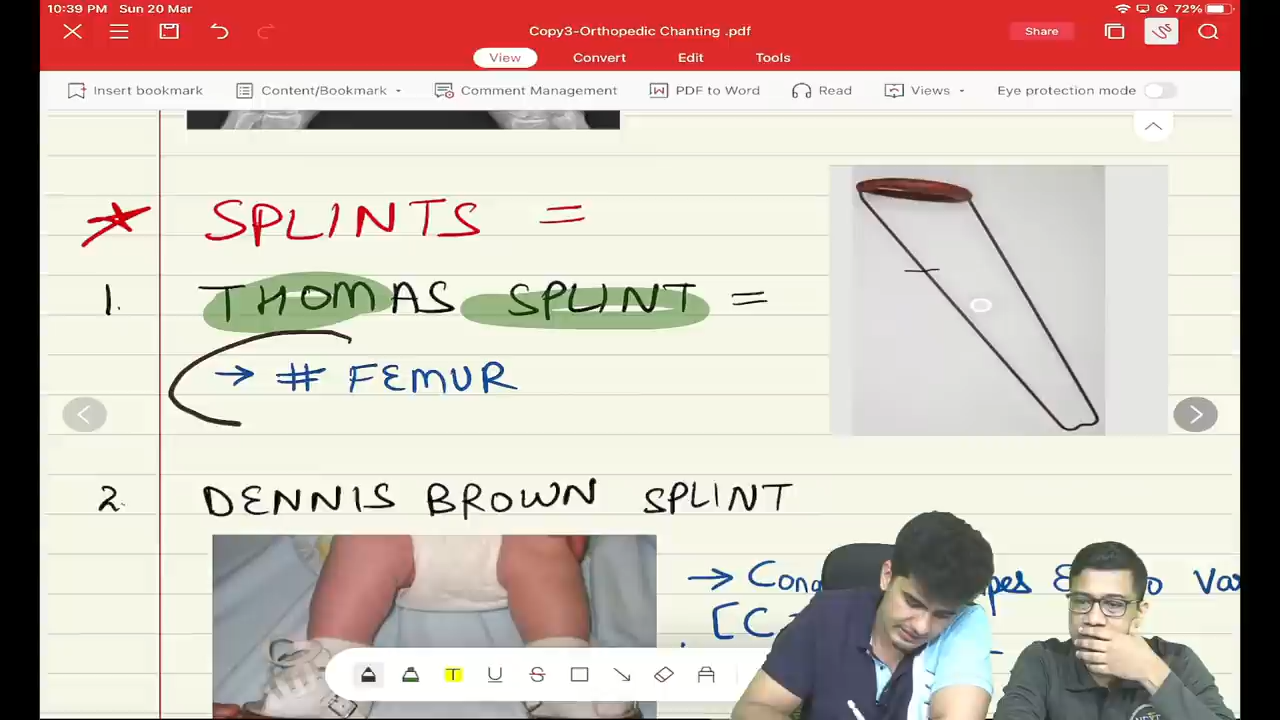 10:39 PM Sun 20 Mar
72%
Copy3-Orthopedic Chanting .pdf
Share
View
Convert
Edit
Tools
Insert bookmark
Content/Bookmark
Comment Management
PDF to Word
Read
Views
Eye protection mode
SPLINTS =
1. THOMAS SPLINT =
→ # FEMUR
2. DENNIS BROWN SPLINT
→ Con
T
U
S